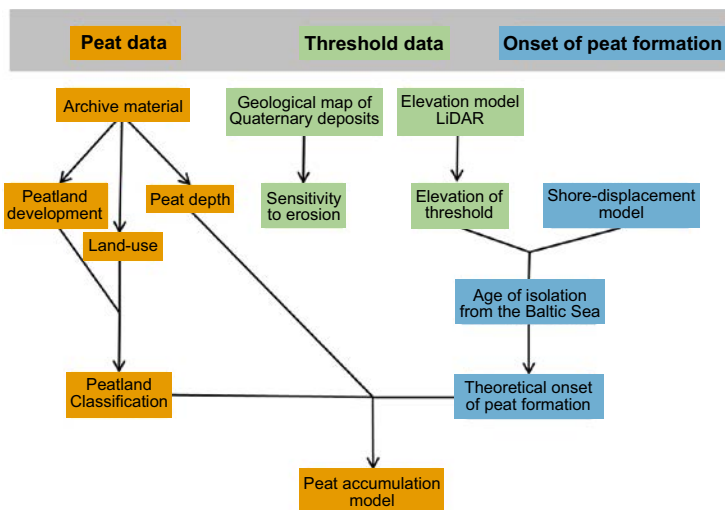 Peat data
Threshold data
Onset of peat formation
Archive material
Geological map of
Quaternary deposits
Elevation model
LiDAR
Peatland
development
Land-use
Peat depth
Sensitivity
to erosion
Elevation of
threshold
Shore-displacement
model
Age of isolation
from the Baltic Sea
Peatland
Classification
Theoretical onset
of peat formation
Peat accumulation
model